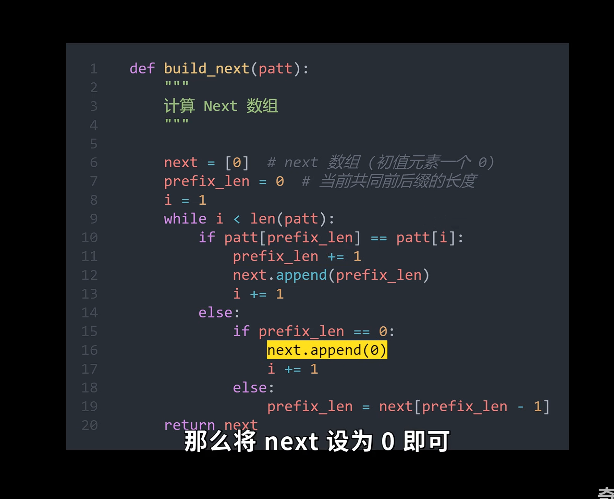 1 def build_next(patt):
2 """
3 计算 Next 数组
4 """
5
6 next = [0] # next 数组 (初值元素一个 0)
7 prefix_len = 0 # 当前共同前后缀的长度
8 i = 1
9 while i < len(patt):
10 if patt[prefix_len] == patt[i]:
11 prefix_len += 1
12 next.append(prefix_len)
13 i += 1
14 else:
15 if prefix_len == 0:
16 next.append(0)
17 i += 1
18 else:
19 prefix_len = next[prefix_len - 1]
20 return next
那么将 next 设为 0 即可